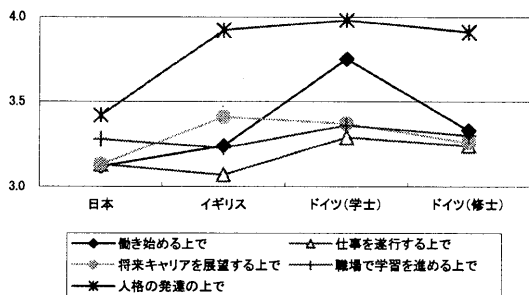 4.0
3.5
3.0
日本 イギリス ドイツ(学士) ドイツ(修士)
働き始める上で 仕事を遂行する上で
将来キャリアを展望する上で 職場で学習を進める上で
人格の発達の上で